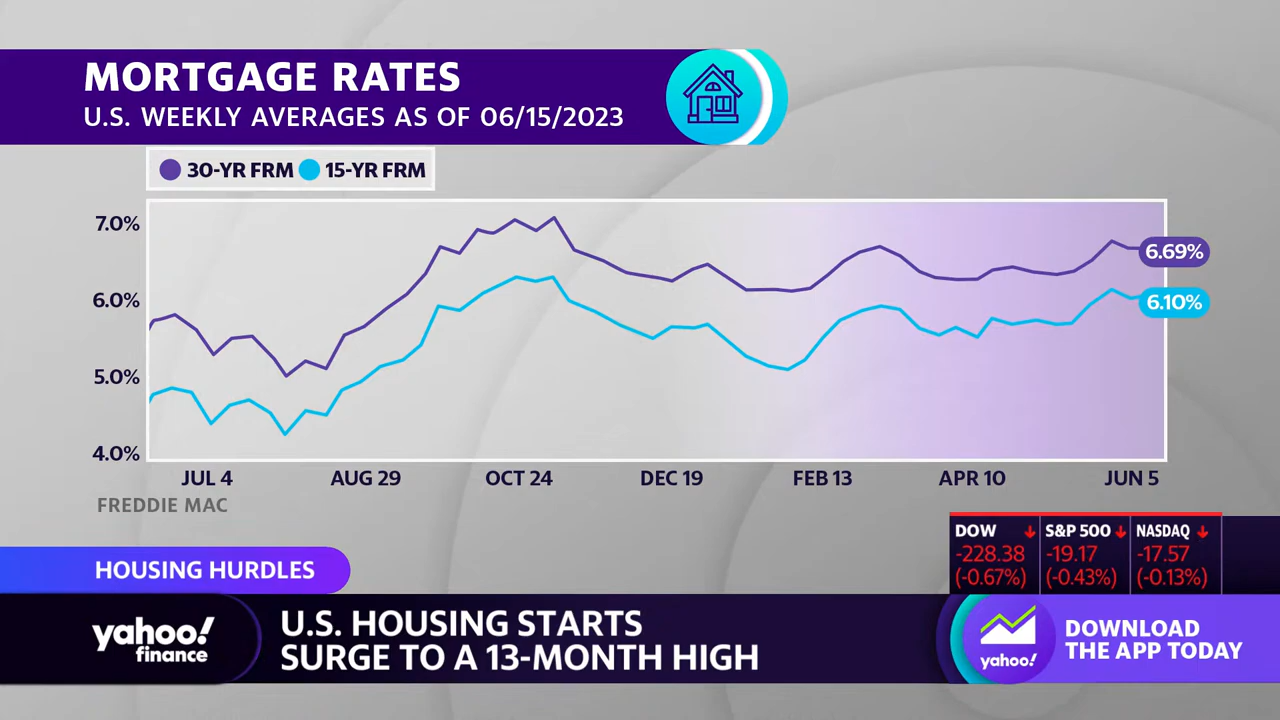 MORTGAGE RATES
U.S. WEEKLY AVERAGES AS OF 06/15/2023
30-YR FRM 15-YR FRM
7.0%
6.0%
5.0%
4.0%
6.69%
6.10%
JUL 4 AUG 29 OCT 24 DEC 19 FEB 13 APR 10 JUN 5
FREDDIE MAC
DOW S&P 500 NASDAQ
-228.38 -19.17 -17.57
(-0.67%) (-0.43%) (-0.13%)
HOUSING HURDLES
yahoo!
finance
U.S. HOUSING STARTS
SURGE TO A 13-MONTH HIGH
yahoo!
DOWNLOAD
THE APP TODAY